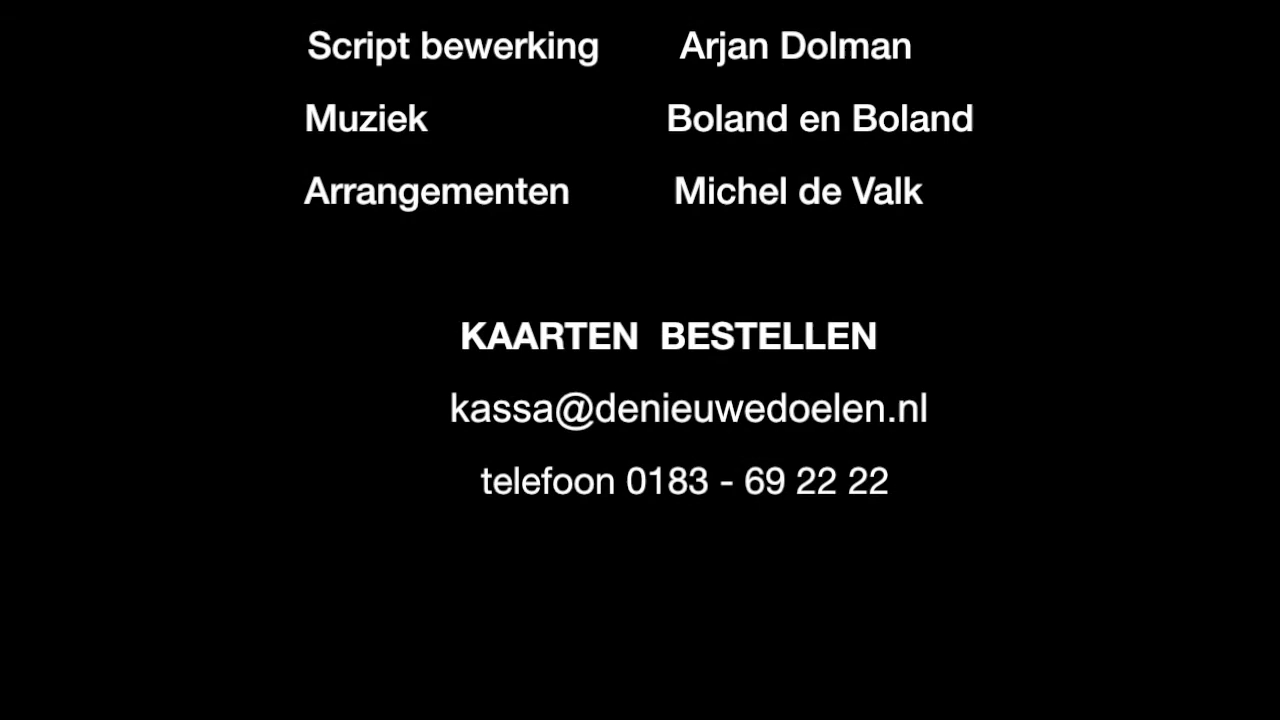 Script bewerking Arjan Dolman
Muziek Boland en Boland
Arrangementen Michel de Valk
KAARTEN BESTELLEN
kassa@denieuwedoelen.nl
telefoon 0183 - 69 22 22